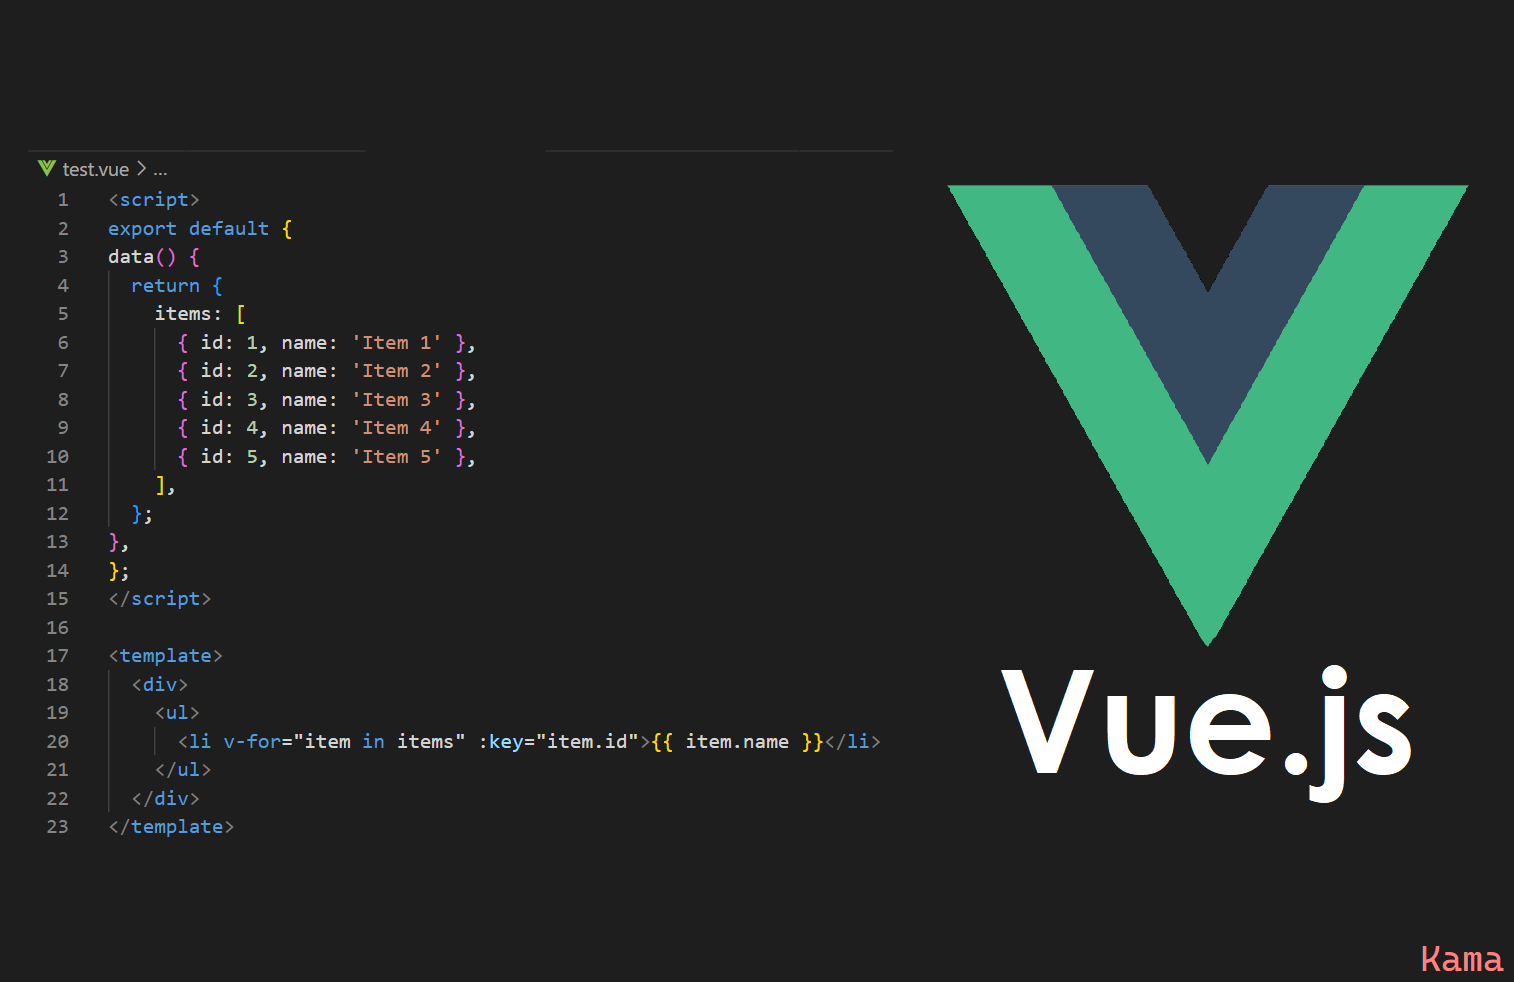 test.vue > ...
1 <script>
2 export default {
3 data() {
4 return {
5 items: [
6 { id: 1, name: 'Item 1' },
7 { id: 2, name: 'Item 2' },
8 { id: 3, name: 'Item 3' },
9 { id: 4, name: 'Item 4' },
10 { id: 5, name: 'Item 5' },
11 ],
12 };
13 },
14 };
15 </script>
16
17 <template>
18 <div>
19 <ul>
20 <li v-for="item in items" :key="item.id">{{ item.name }}</li>
21 </ul>
22 </div>
23 </template>
Vue.js
Kama